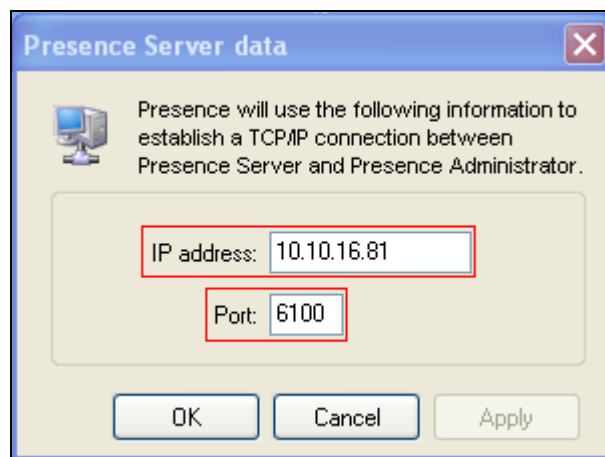 Presence Server data
Presence will use the following information to
establish a TCP/IP connection between
Presence Server and Presence Administrator.
IP address: 10.10.16.81
Port: 6100
OK Cancel Apply